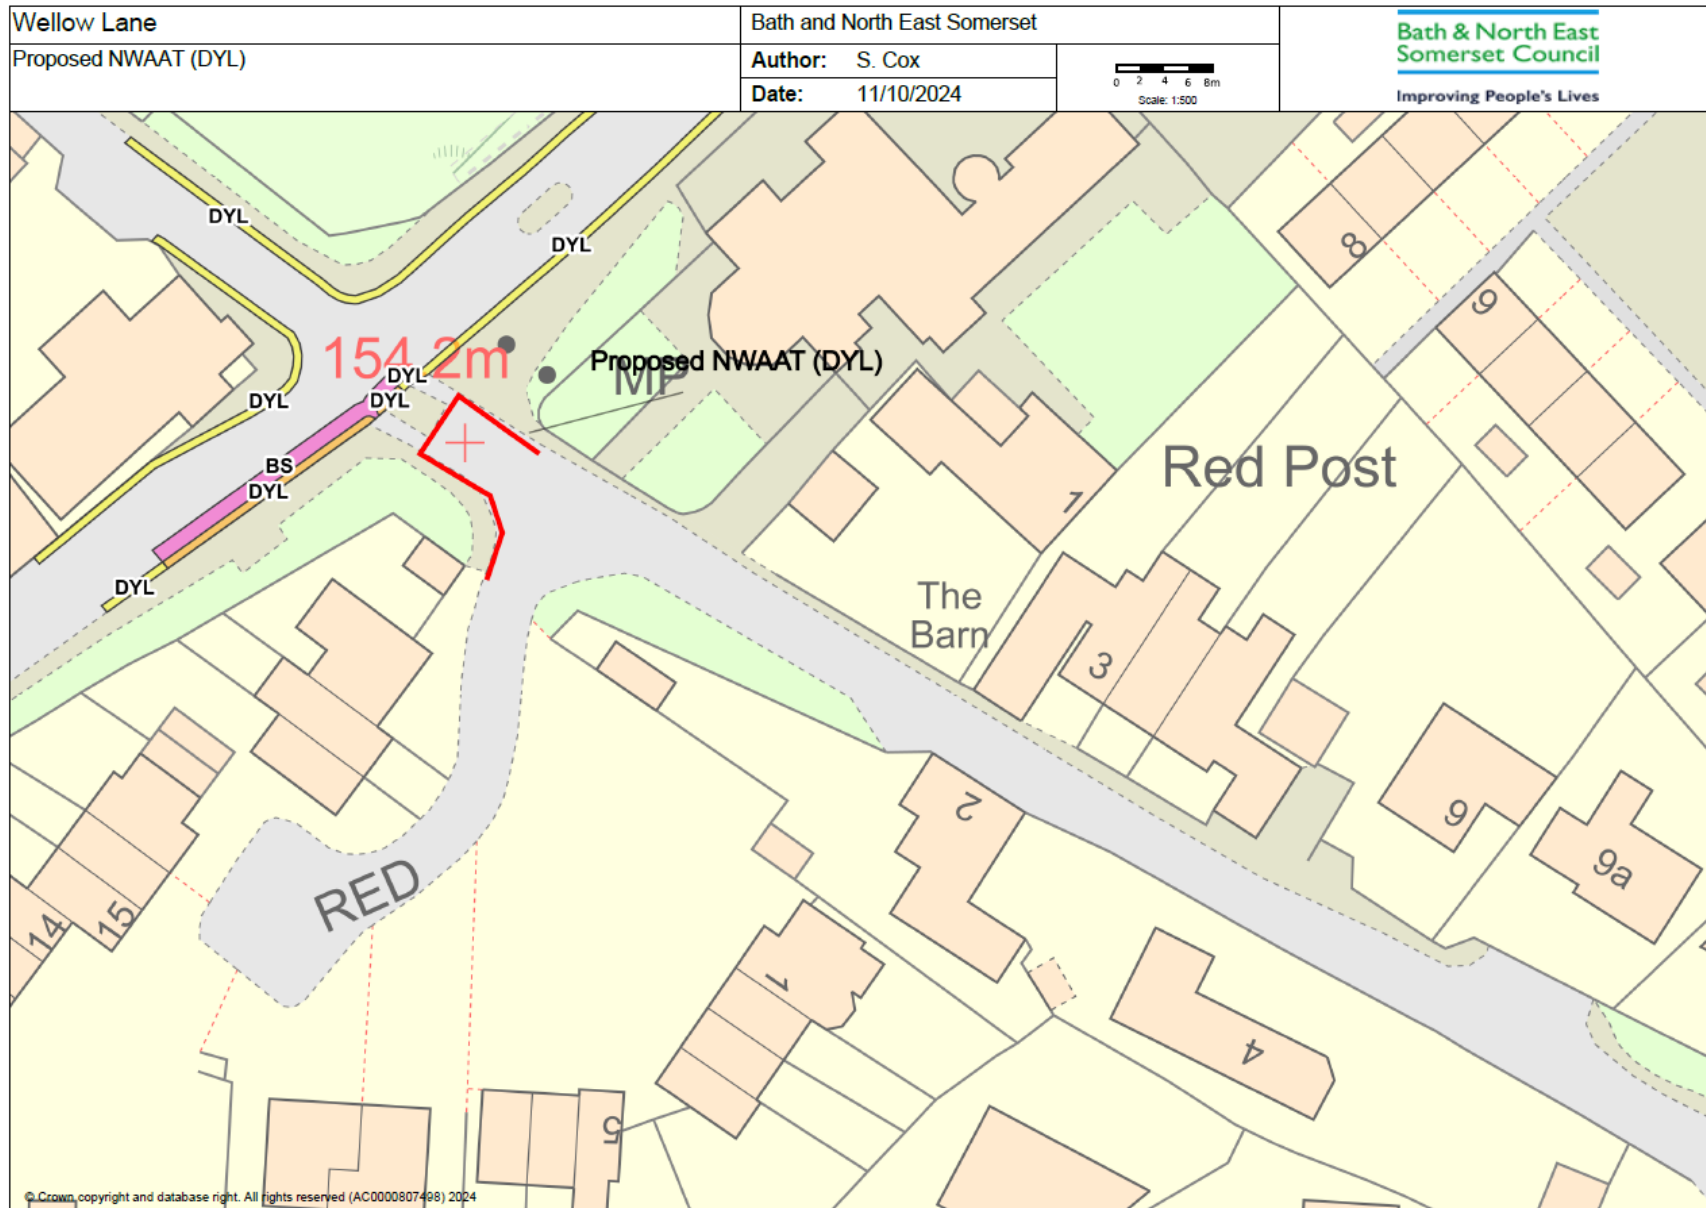 Wellow Lane
Proposed NWAAT (DYL)
Bath and North East Somerset
Author: S. Cox
Date: 11/10/2024
0 2 4 6 8m
Scale: 1:500
Bath & North East
Somerset Council
Improving People's Lives
DYL
DYL
8
9
154.2m
Proposed NWAAT (DYL)
MP
DYL
DYL
DYL
BS
DYL
Red Post
1
DYL
The
Barn
3
2
6
9a
RED
14
15
1
4
5
© Crown copyright and database right. All rights reserved (AC0000807498) 2024